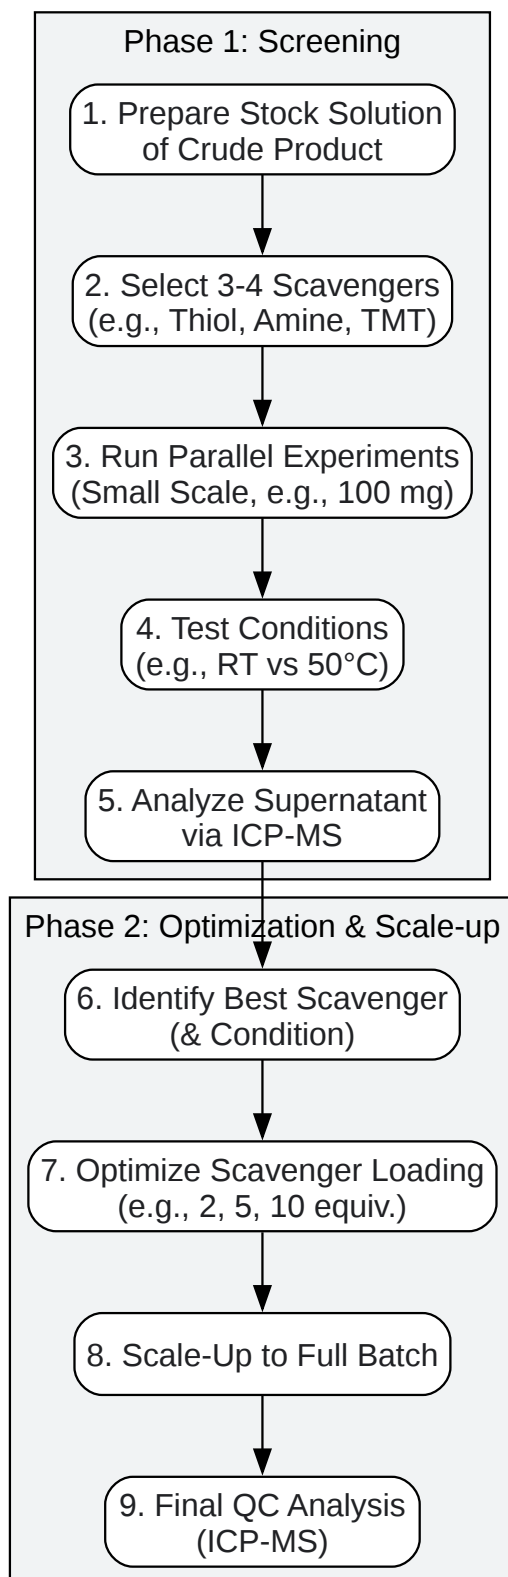 Phase 1: Screening
1. Prepare Stock Solution
of Crude Product
2. Select 3-4 Scavengers
(e.g., Thiol, Amine, TMT)
3. Run Parallel Experiments
(Small Scale, e.g., 100 mg)
4. Test Conditions
(e.g., RT vs 50°C)
5. Analyze Supernatant
via ICP-MS
Phase 2: Optimization & Scale-up
6. Identify Best Scavenger
(& Condition)
7. Optimize Scavenger Loading
(e.g., 2, 5, 10 equiv.)
8. Scale-Up to Full Batch
9. Final QC Analysis
(ICP-MS)